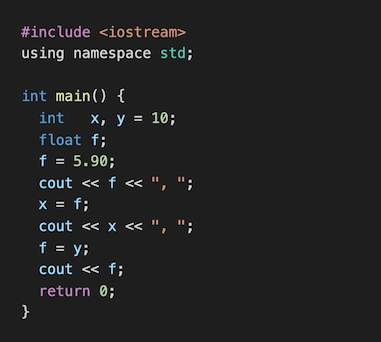 #include <iostream>
using namespace std;
int main() {
int   x, y = 10;
float f;
f = 5.90;
cout << f << ", ";
x = f;
cout << x << ", ";
f = y;
cout << f;
return 0;
}